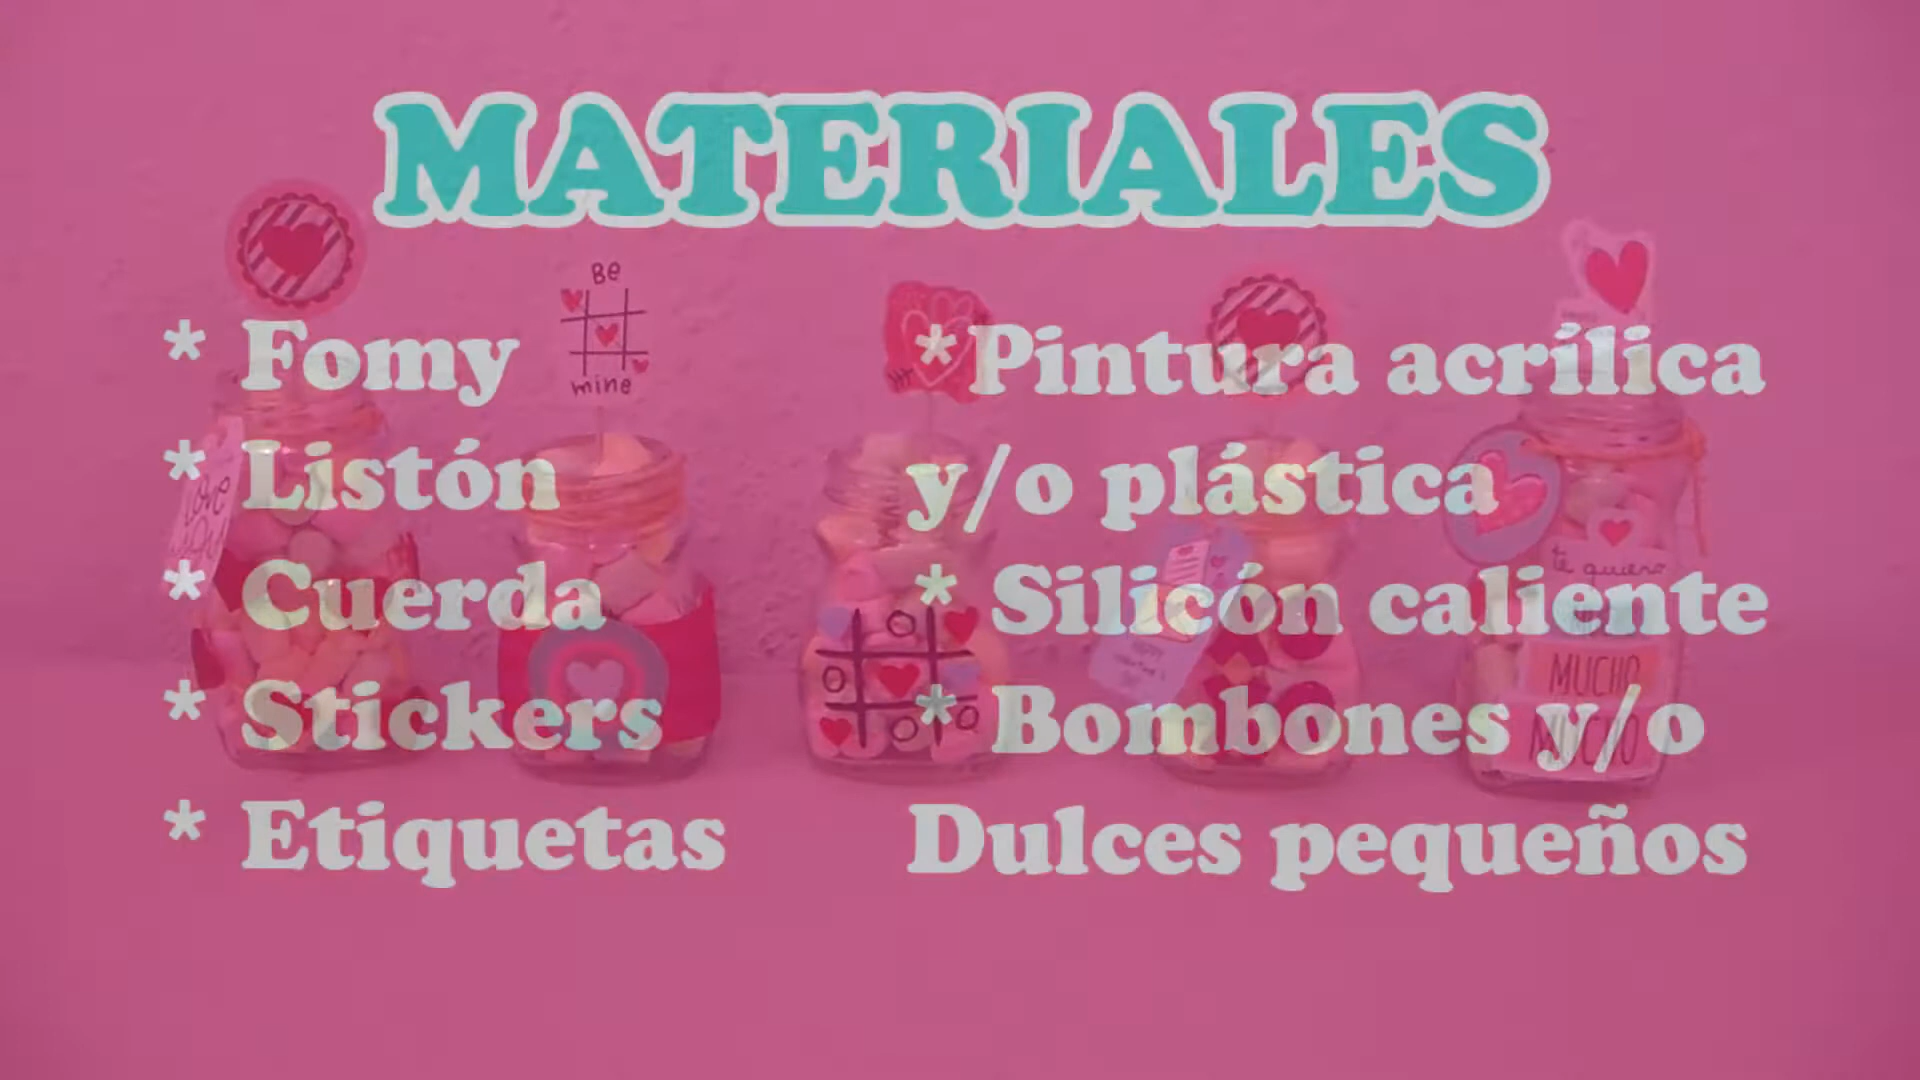 MATERIALES
* Fomy
* Listón
* Cuerda
* Stickers
* Etiquetas
*Pintura acrílica
y/o plástica
* Silicón caliente
* Bombones y/o
Dulces pequeños
Be
mine
Love
te quiero
MUCHO
MUCHO